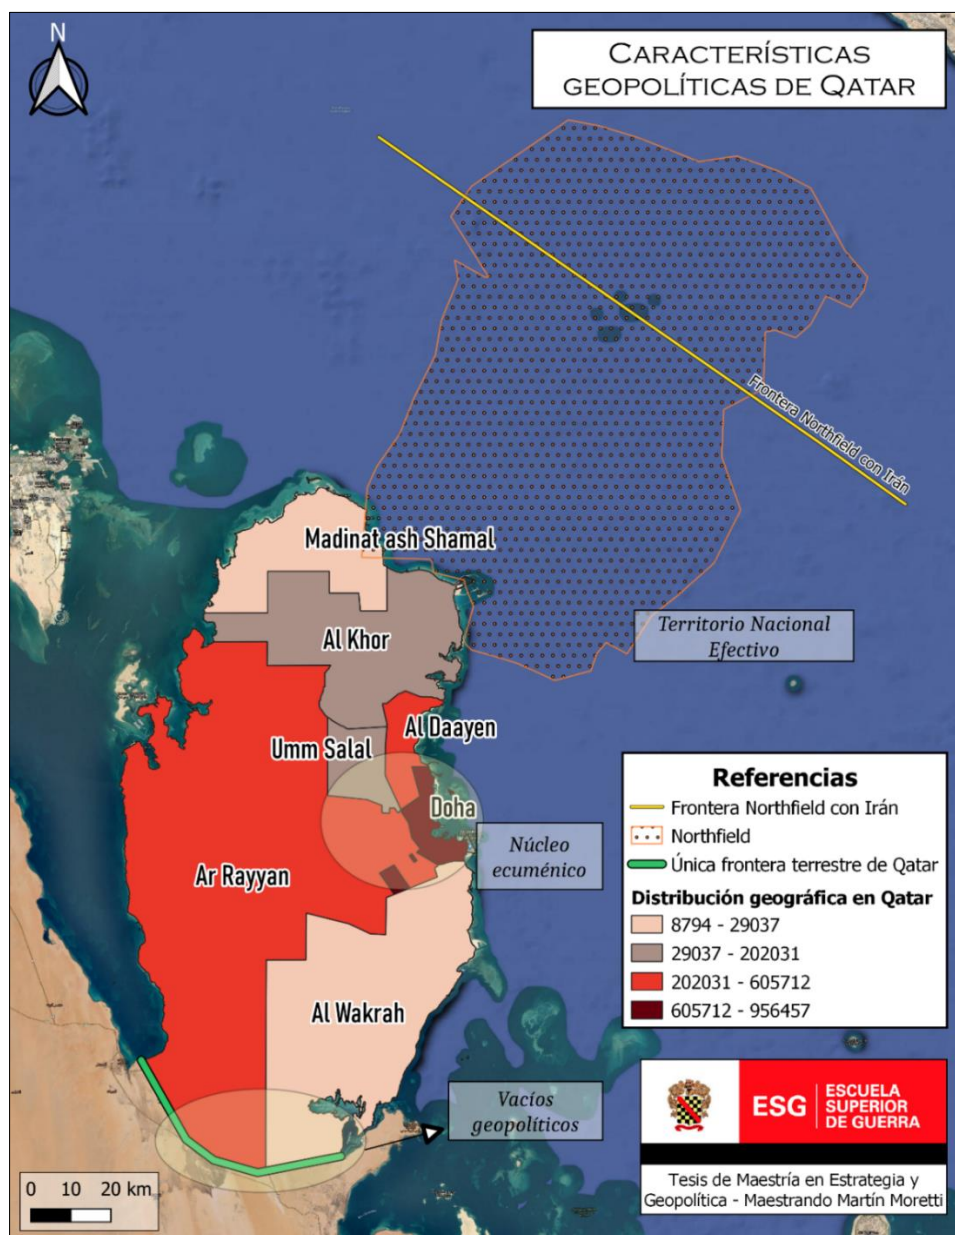 N
CARACTERÍSTICAS
GEOPOLÍTICAS DE QATAR
Frontera Northfield con Irán
Madinat ash Shamal
Al Khor
Territorio Nacional
Efectivo
Al Daayen
Umm Salal
Doha
Núcleo
ecuménico
Ar Rayyan
Al Wakrah
Vacíos
geopolíticos
Referencias
Frontera Northfield con Irán
Northfield
Única frontera terrestre de Qatar
Distribución geográfica en Qatar
8794 - 29037
29037 - 202031
202031 - 605712
605712 - 956457
ESG
ESCUELA
SUPERIOR
DE GUERRA
Tesis de Maestría en Estrategia y
Geopolítica - Maestrando Martín Moretti
0 10 20 km